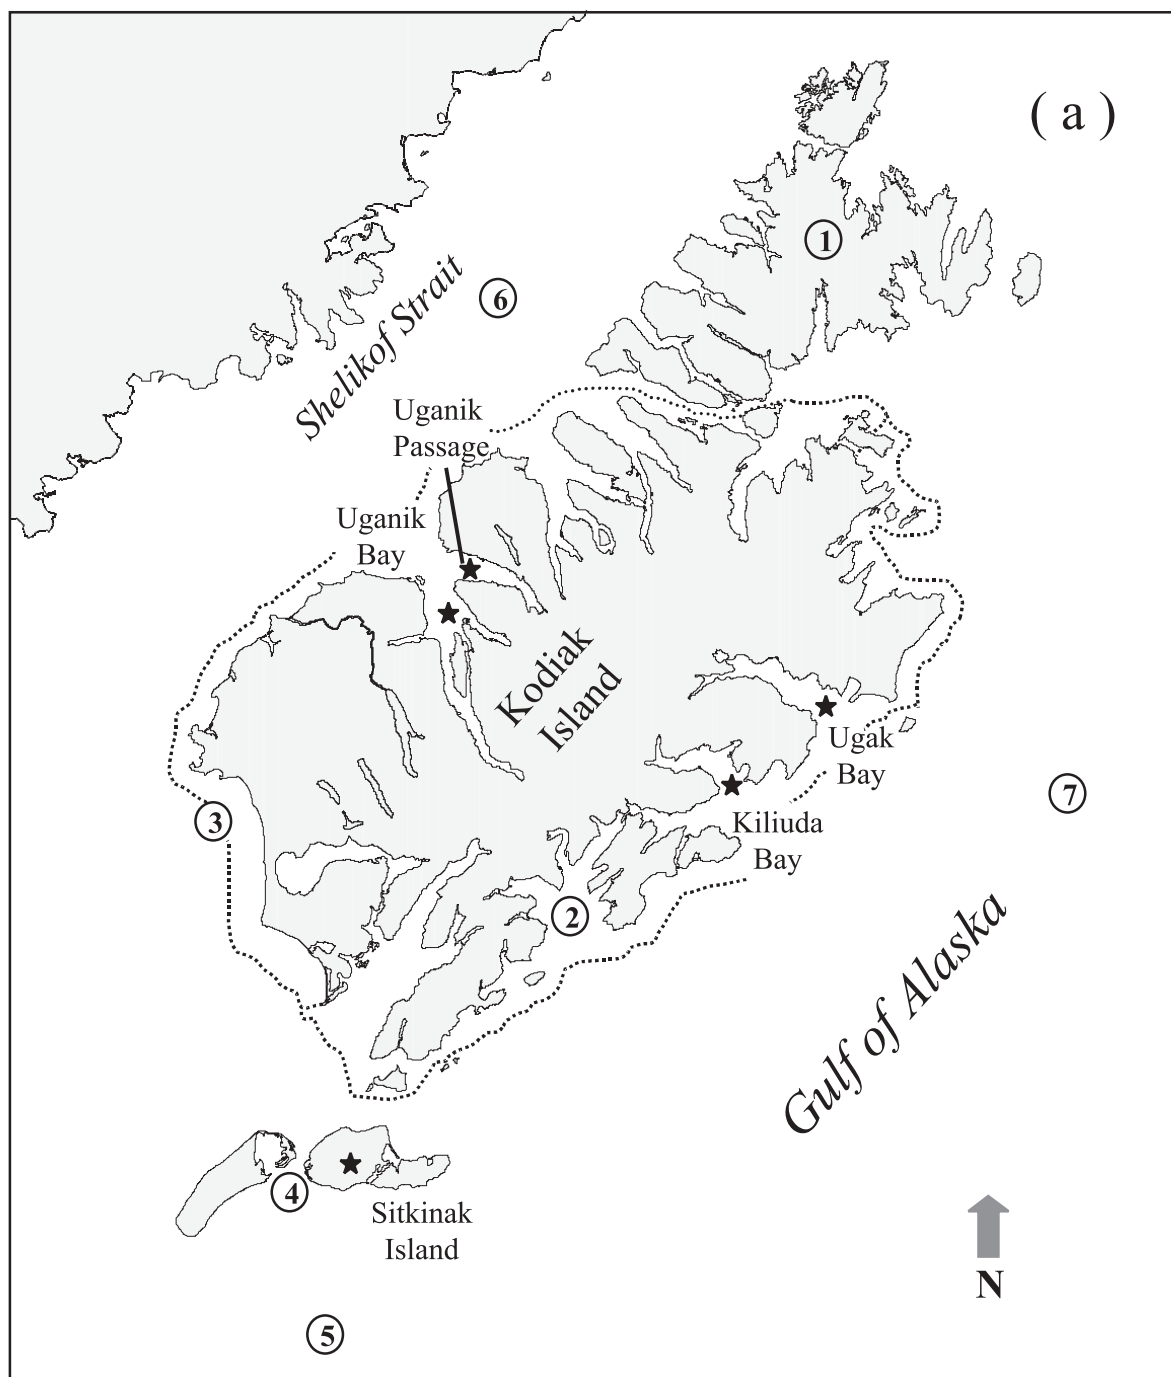 ( a )
1
6
Shelikof Strait
Uganik
Passage
Uganik
Bay
Kodiak
Island
Ugak
Bay
7
3
Kiliuda
Bay
2
Gulf of Alaska
4
Sitkinak
Island
N
5